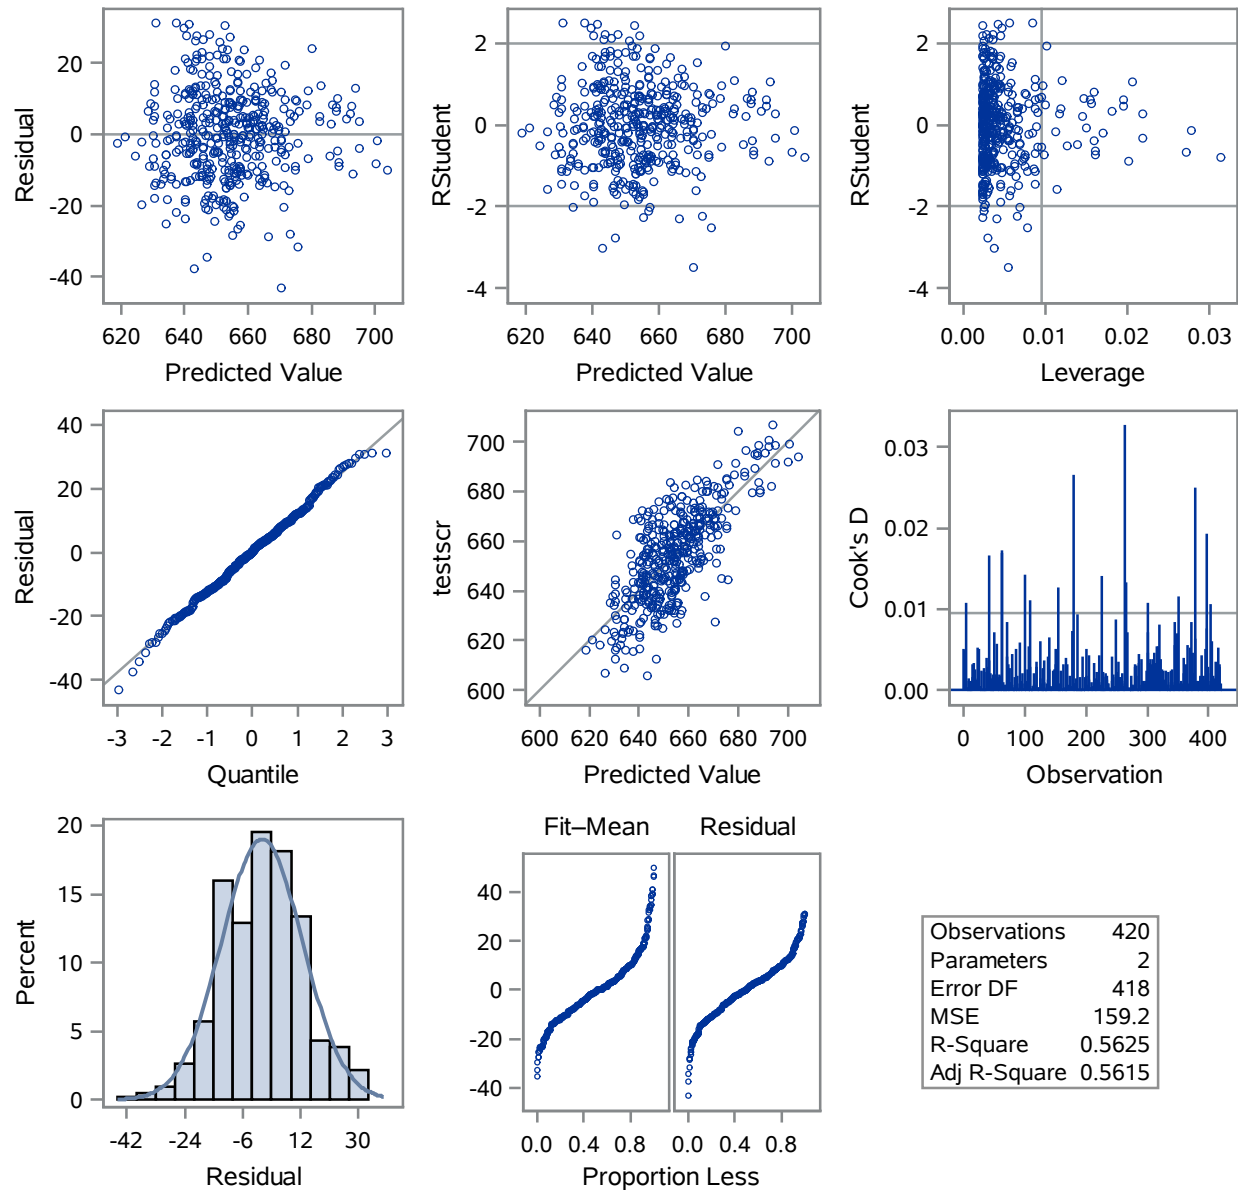 20
0
-20
-40
620 640 660 680 700
Residual
Predicted Value
2
0
-2
-4
620 640 660 680 700
RStudent
Predicted Value
2
0
-2
-4
0.00 0.01 0.02 0.03
RStudent
Leverage
40
20
0
-20
-40
-3 -2 -1 0 1 2 3
Residual
Quantile
700
680
660
640
620
600
600 620 640 660 680 700
testscr
Predicted Value
0.03
0.02
0.01
0.00
0 100 200 300 400
Cook's D
Observation
20
15
10
5
0
-42 -24 -6 12 30
Percent
Residual
Fit–Mean Residual
40
20
0
-20
-40
0.0 0.4 0.8 0.0 0.4 0.8
Proportion Less
Observations 420
Parameters 2
Error DF 418
MSE 159.2
R-Square 0.5625
Adj R-Square 0.5615